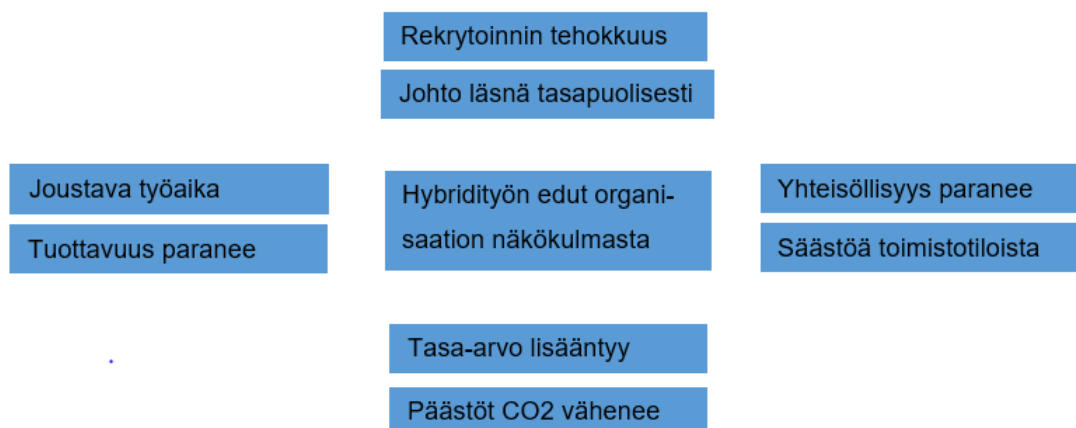 Rekrytoinnin tehokkuus
Johto läsnä tasapuolisesti
Joustava työaika
Tuottavuus paranee
Hybridityön edut organi-
saation näkökulmasta
Yhteisöllisyys paranee
Säästöä toimistotiloista
Tasa-arvo lisääntyy
Päästöt CO2 vähenee